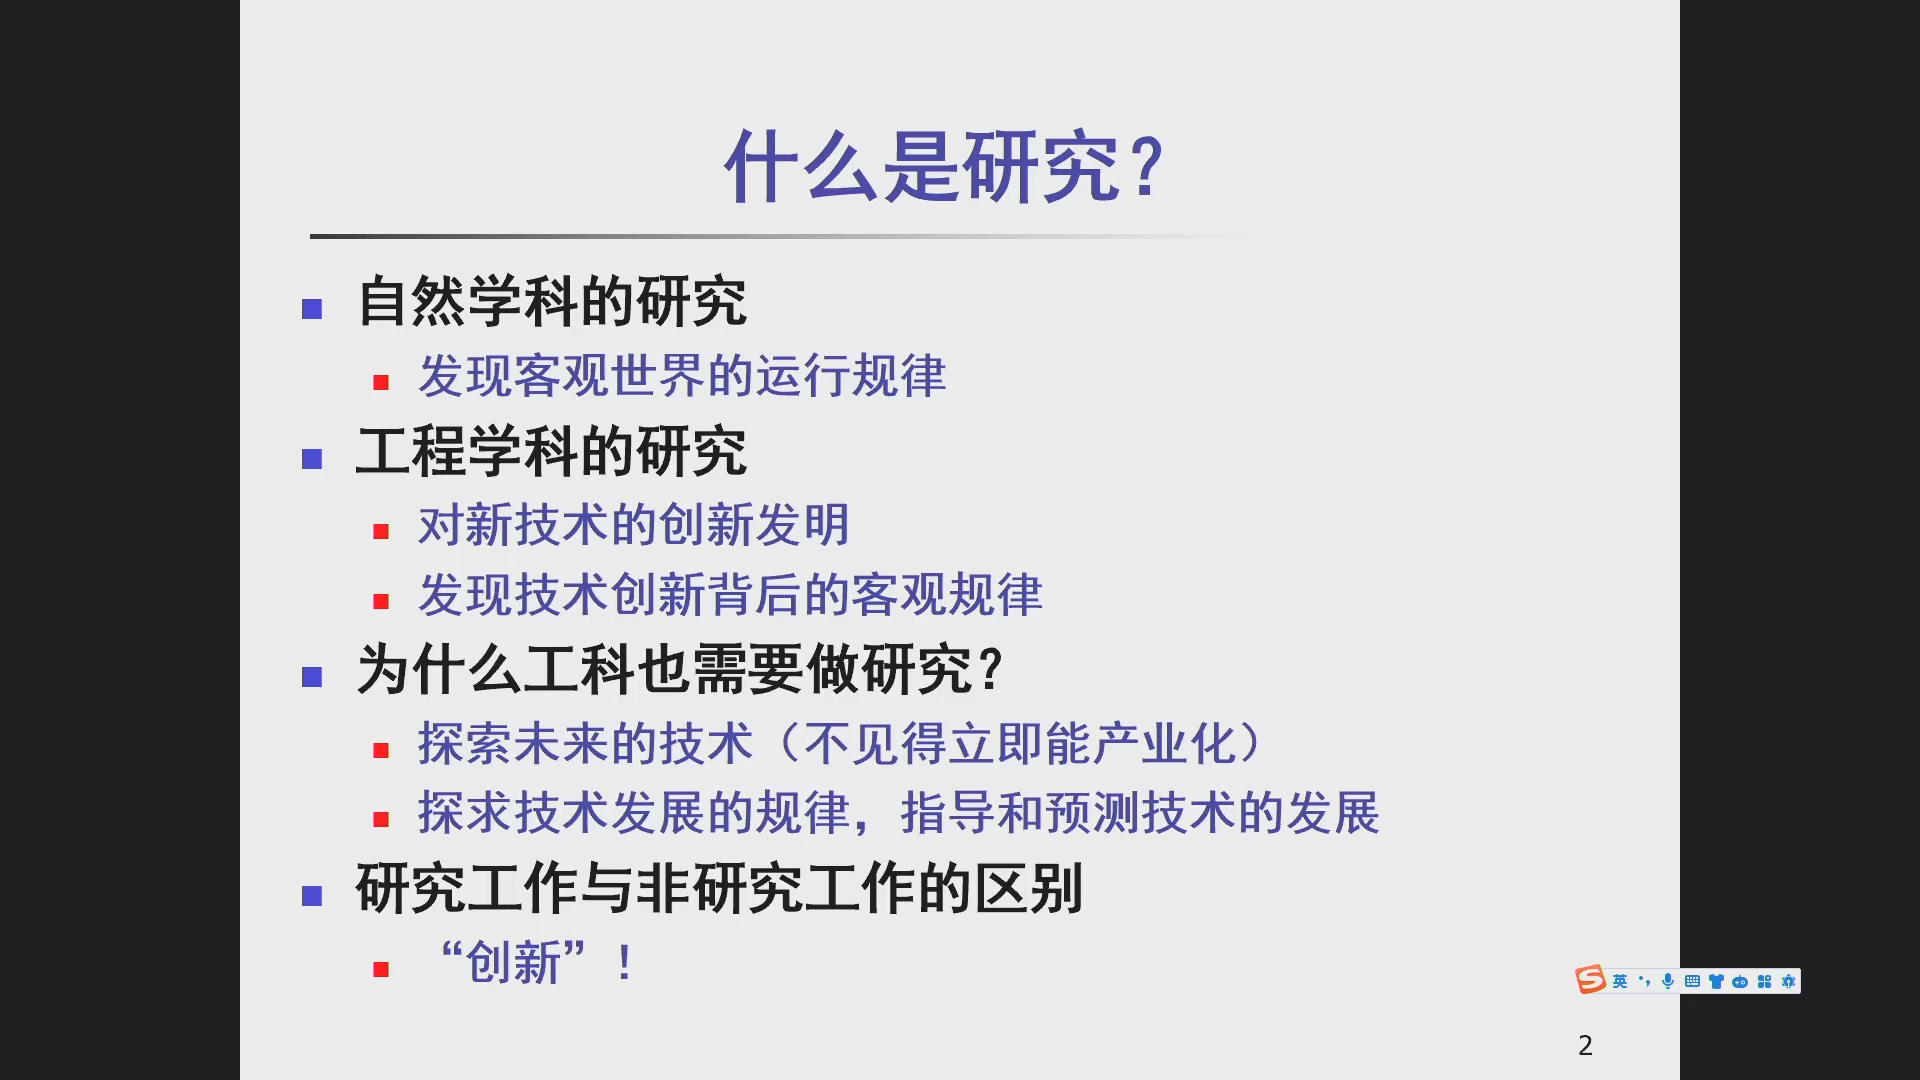 什么是研究？
自然学科的研究
发现客观世界的运行规律
工程学科的研究
对新技术的创新发明
发现技术创新背后的客观规律
为什么工科也需要做研究？
探索未来的技术（不见得立即能产业化）
探求技术发展的规律，指导和预测技术的发展
研究工作与非研究工作的区别
“创新”！
英
2